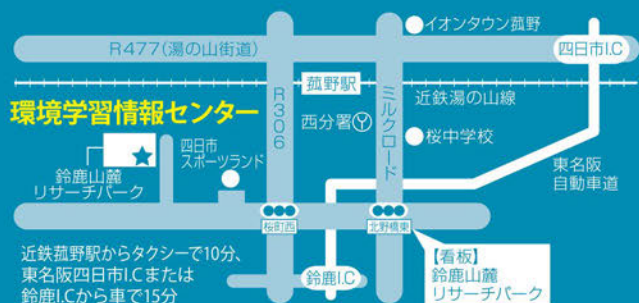 イオンタウン菰野
R477(湯の山街道)
四日市I.C
菰野駅
近鉄湯の山線
環境学習情報センター
R306
ミルクロード
西分署
桜中学校
四日市
スポーツランド
鈴鹿山麓
リサーチパーク
東名阪
自動車道
桜町西
北野橋東
近鉄菰野駅からタクシーで10分、
東名阪四日市I.Cまたは
鈴鹿I.Cから車で15分
鈴鹿I.C
【看板】
鈴鹿山麓
リサーチパーク